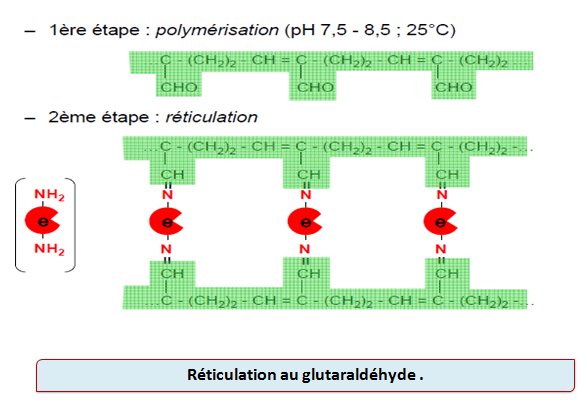 – 1ère étape : polymérisation (pH 7,5 - 8,5 ; 25°C)
...C - (CH2)2 - CH = C - (CH2)2 - CH = C - (CH2)2
CHO CHO CHO
– 2ème étape : réticulation
...C - (CH2)2 - CH = C - (CH2)2 - CH = C - (CH2)2 -...
CH CH CH
NH2 N N N
e e e e
NH2 N N N
CH CH CH
...C - (CH2)2 - CH = C - (CH2)2 - CH = C - (CH2)2 -...
Réticulation au glutaraldéhyde .